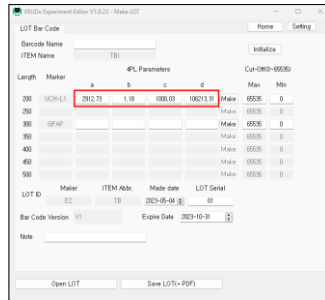 VEUDx Experiment Editor V1.0.22 - Make LOT
LOT Bar Code
Home
Setting
Barcode Name
Initialize
ITEM Name
TBI
4PL Parameters
Cut-Off(0~65535)
Length
Marker
a
b
c
d
Max
Min
200 UCH-L1 2912,73 1,18 1000,03 106213,31 Make 65535 0
250 Make 65535 0
300 GFAP Make 65535 0
350 Make 65535 0
400 Make 65535 0
450 Make 65535 0
500 Make 65535 0
Maker
ITEM Abbr.
Made date
LOT Serial
LOT ID EZ TB 2023-05-04 01
Bar Code Version V1 Expire Date 2023-10-31
Note
Open LOT
Save LOT(+ PDF)